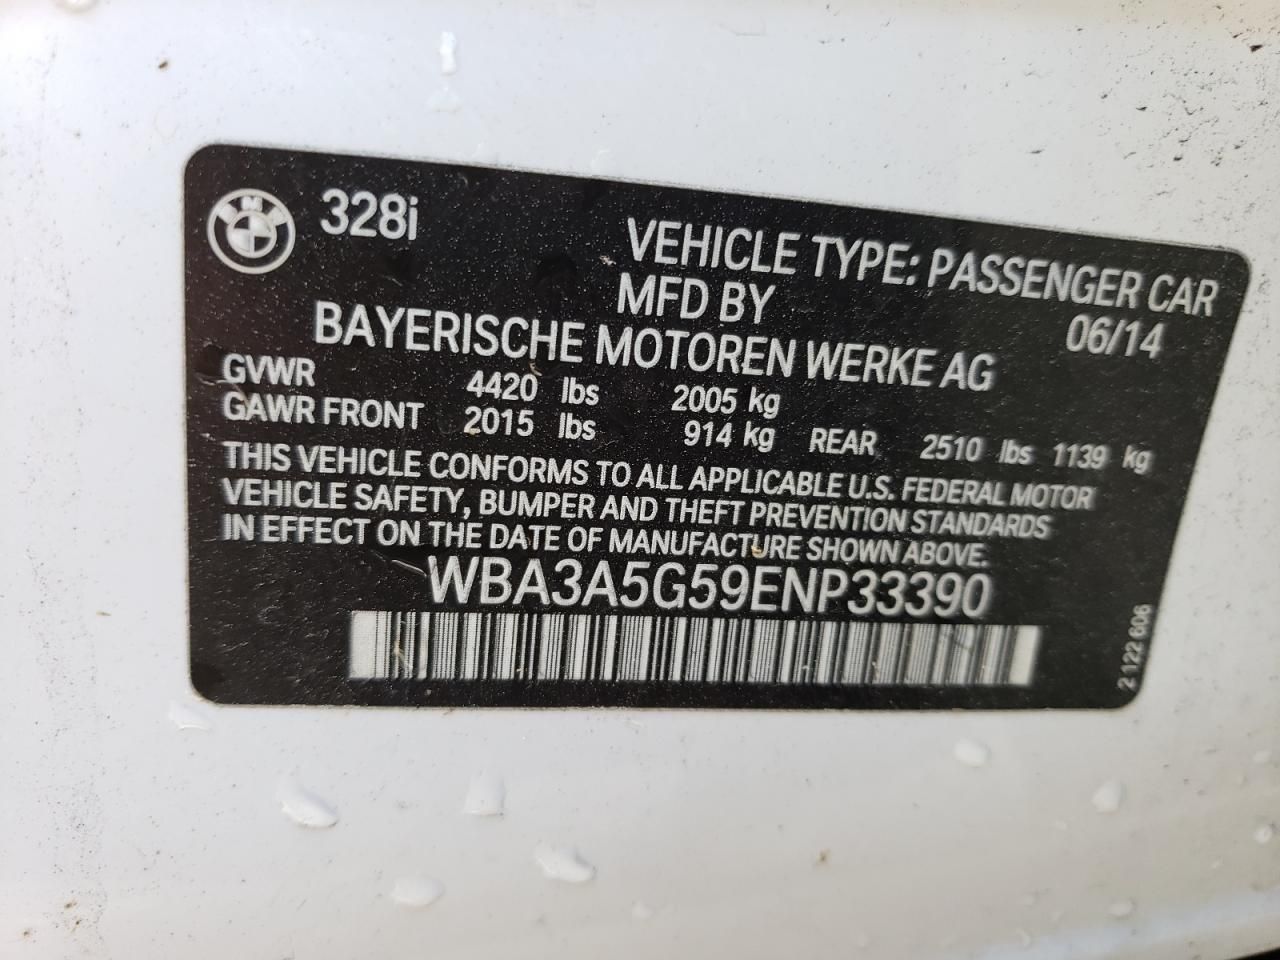 BMW 328i
VEHICLE TYPE: PASSENGER CAR
MFD BY 06/14
BAYERISCHE MOTOREN WERKE AG
GVWR 4420 lbs 2005 kg
GAWR FRONT 2015 lbs 914 kg REAR 2510 lbs 1139 kg
THIS VEHICLE CONFORMS TO ALL APPLICABLE U.S. FEDERAL MOTOR
VEHICLE SAFETY, BUMPER AND THEFT PREVENTION STANDARDS
IN EFFECT ON THE DATE OF MANUFACTURE SHOWN ABOVE.
WBA3A5G59ENP33390
2 122 606